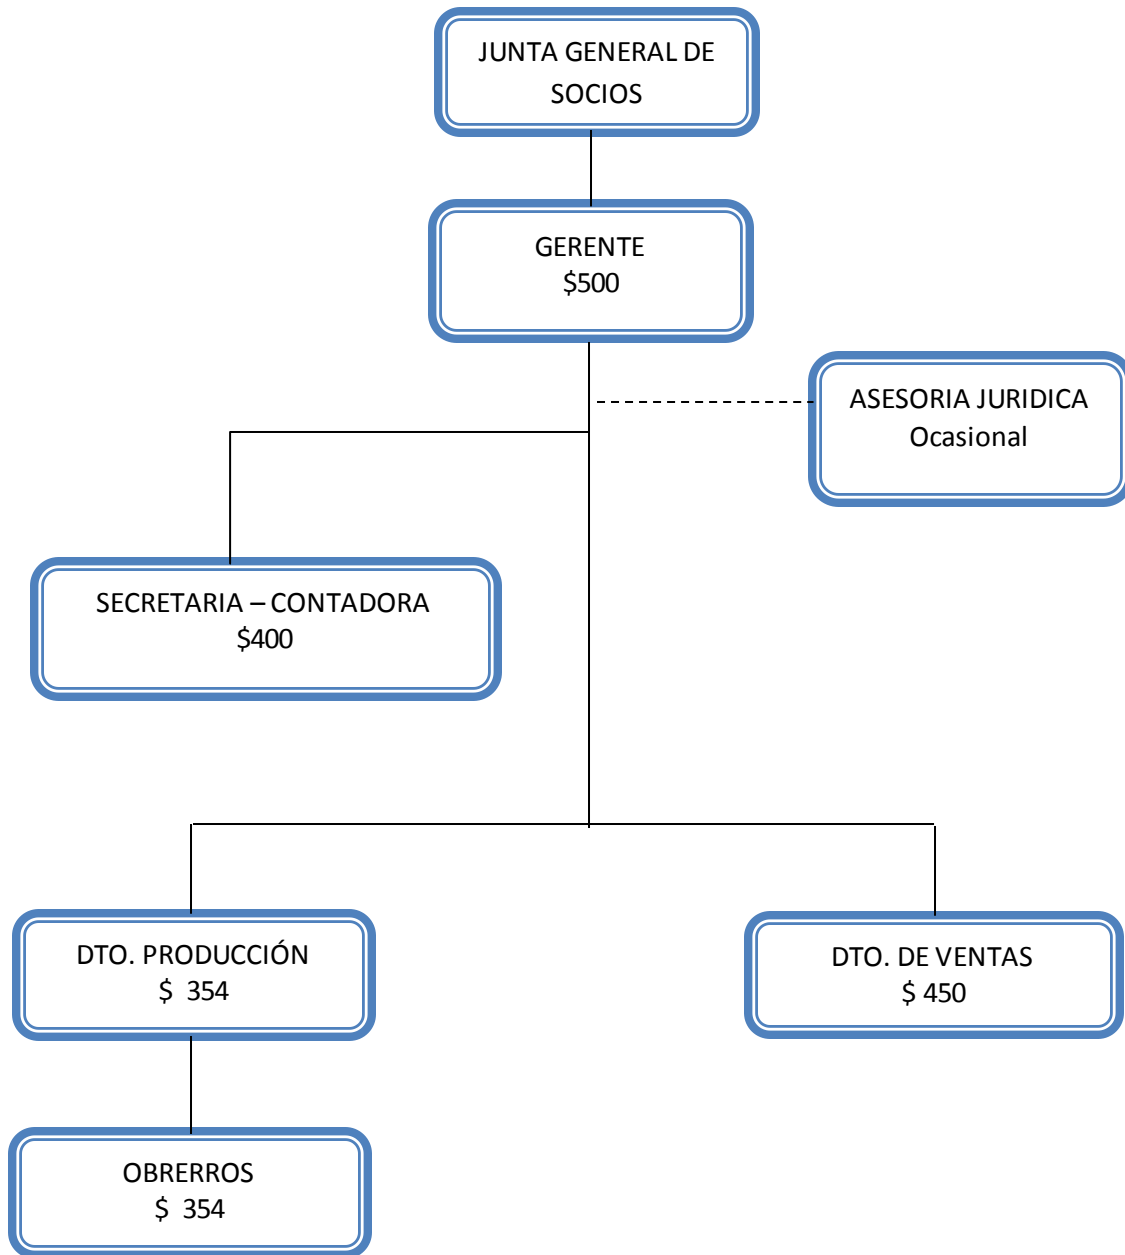 JUNTA GENERAL DE
SOCIOS
GERENTE
$500
ASESORIA JURIDICA
Ocasional
SECRETARIA – CONTADORA
$400
DTO. PRODUCCIÓN
$  354
DTO. DE VENTAS
$ 450
OBRERROS
$  354